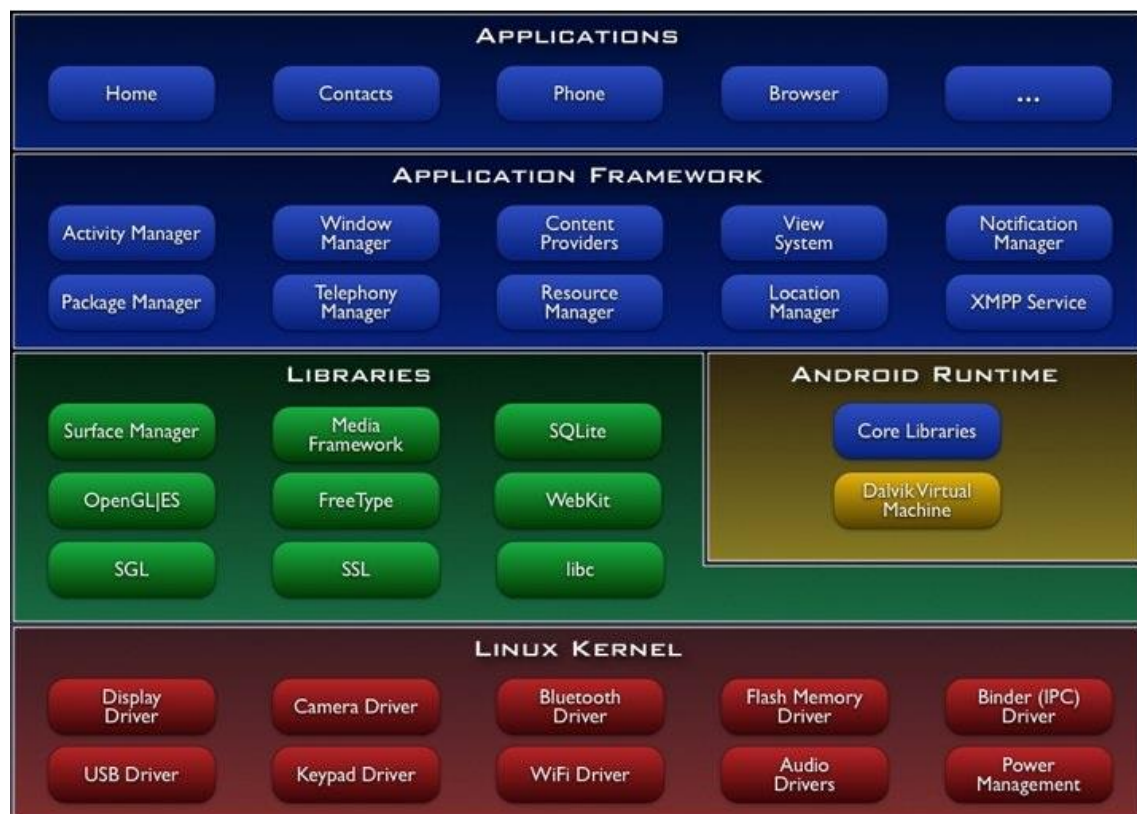 APPLICATIONS
Home
Contacts
Phone
Browser
...
APPLICATION FRAMEWORK
Activity Manager
Window
Manager
Content
Providers
View
System
Notification
Manager
Package Manager
Telephony
Manager
Resource
Manager
Location
Manager
XMPP Service
LIBRARIES
Surface Manager
Media
Framework
SQLite
OpenGL|ES
FreeType
WebKit
SGL
SSL
libc
ANDROID RUNTIME
Core Libraries
Dalvik Virtual
Machine
LINUX KERNEL
Display
Driver
Camera Driver
Bluetooth
Driver
Flash Memory
Driver
Binder (IPC)
Driver
USB Driver
Keypad Driver
WiFi Driver
Audio
Drivers
Power
Management